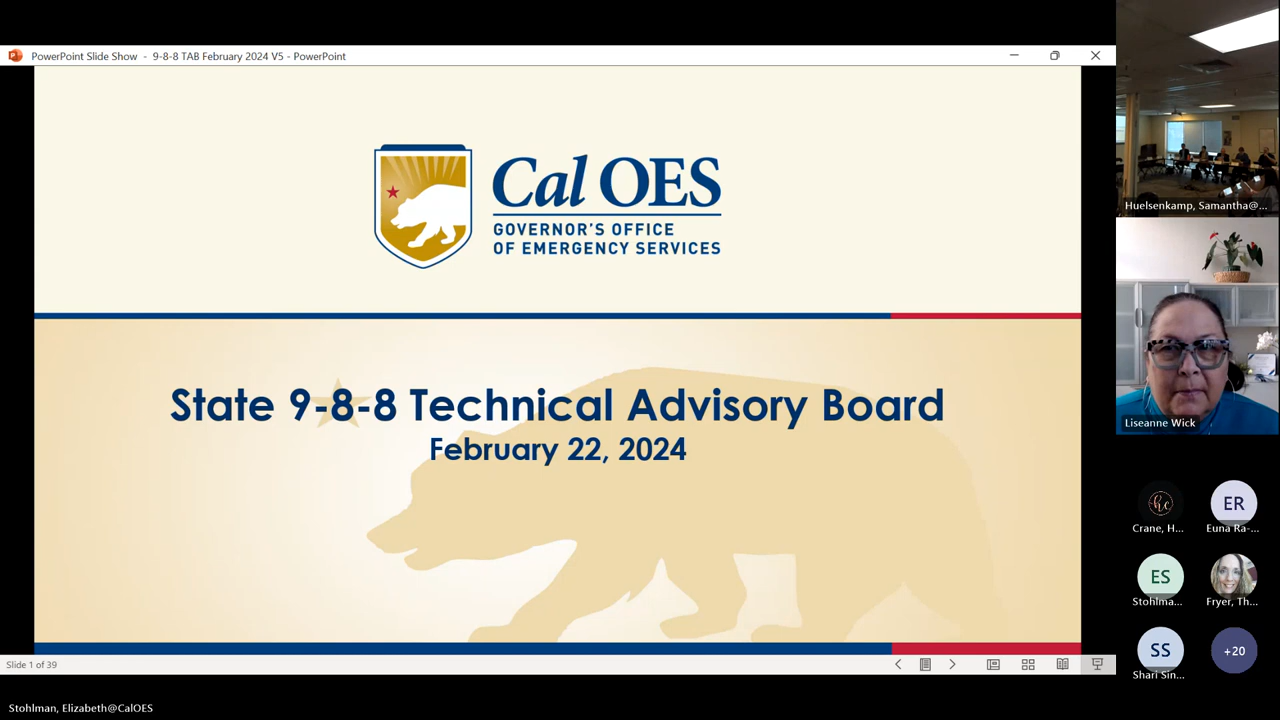 PowerPoint Slide Show - 9-8-8 TAB February 2024 V5 - PowerPoint
Cal OES
GOVERNOR'S OFFICE
OF EMERGENCY SERVICES
State 9-8-8 Technical Advisory Board
February 22, 2024
Slide 1 of 39
Stohlman, Elizabeth@CalOES
Huelsenkamp, Samantha@...
Liseanne Wick
hc
ER
Crane, H...
Euna Ra-...
ES
Stohlma...
Fryer, Th...
SS
+20
Shari Sin...